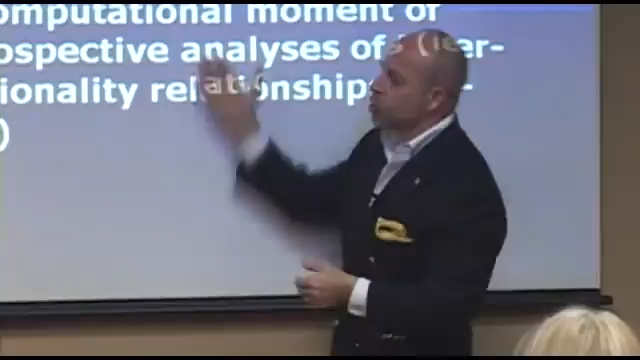 omputational moment of
ospective analyses of
ionality relationship
)